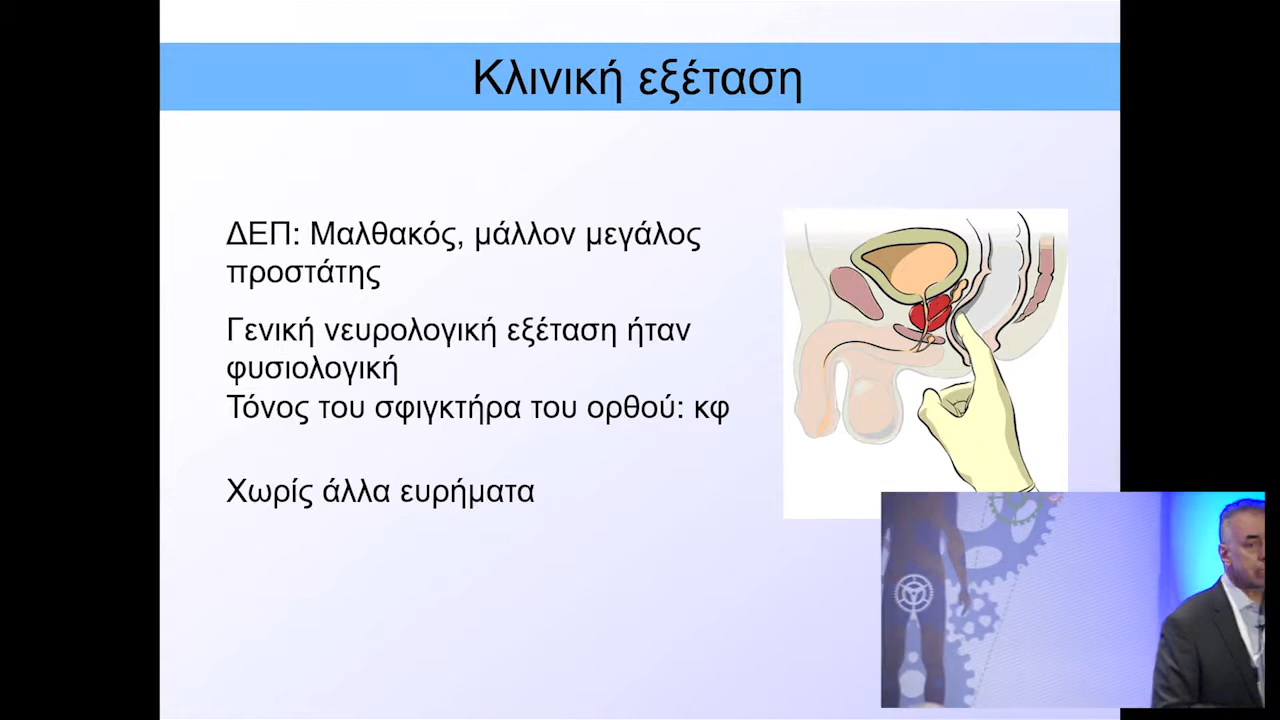 Κλινική εξέταση
ΔΕΠ: Μαλθακός, μάλλον μεγάλος
προστάτης
Γενική νευρολογική εξέταση ήταν
φυσιολογική
Τόνος του σφιγκτήρα του ορθού: κφ
Χωρίς άλλα ευρήματα